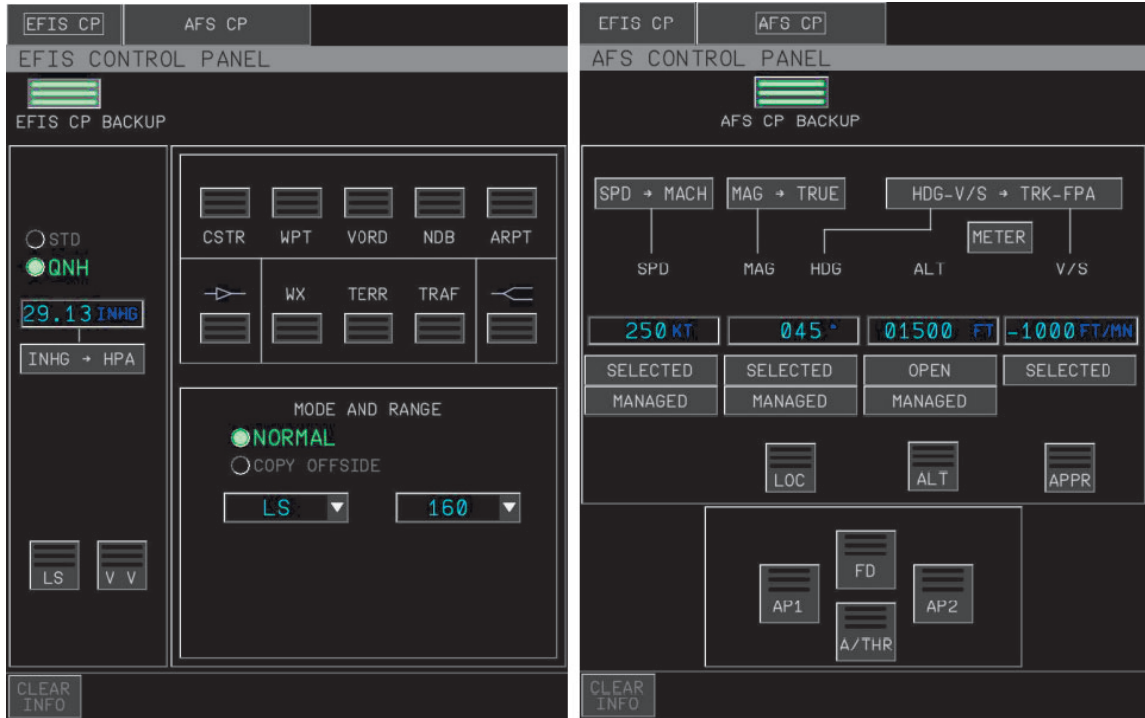 EFIS CP AFS CP
EFIS CONTROL PANEL
EFIS CP BACKUP
STD
QNH
29.13 INHG
INHG → HPA
LS V V
CSTR WPT VORD NDB ARPT
WX TERR TRAF
MODE AND RANGE
NORMAL
COPY OFFSIDE
LS 160
CLEAR
INFO
EFIS CP AFS CP
AFS CONTROL PANEL
AFS CP BACKUP
SPD → MACH MAG → TRUE HDG-V/S → TRK-FPA
METER
SPD MAG HDG ALT V/S
250 KT 045 ° 01500 FT -1000 FT/MN
SELECTED SELECTED OPEN SELECTED
MANAGED MANAGED MANAGED
LOC ALT APPR
FD
AP1 AP2
A/THR
CLEAR
INFO